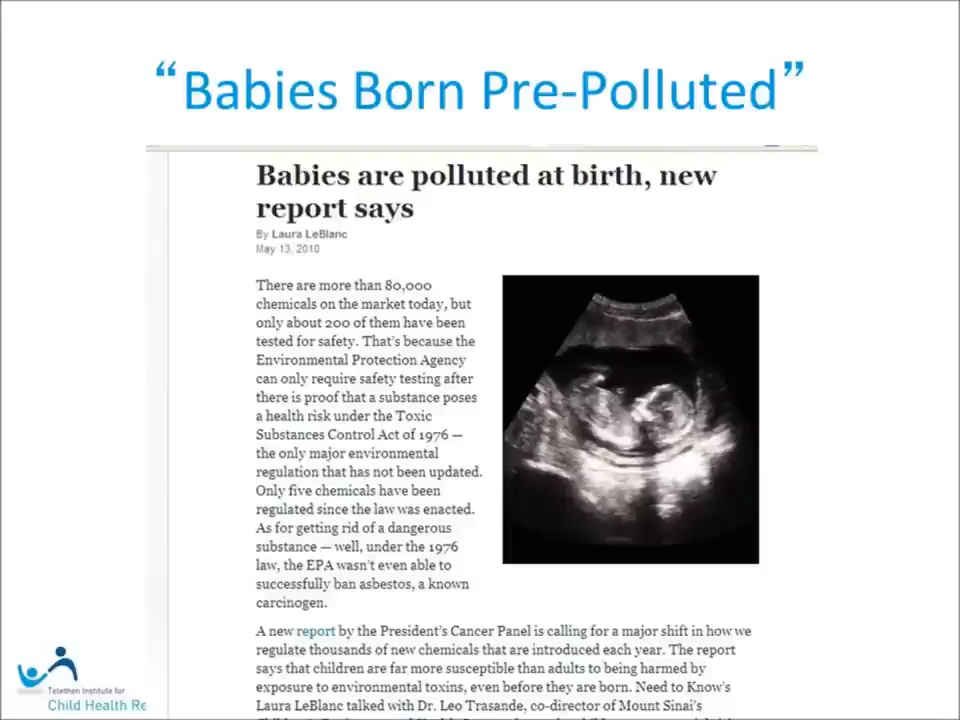 “Babies Born Pre-Polluted”
Babies are polluted at birth, new
report says
By Laura LeBlanc
May 13, 2010
There are more than 80,000
chemicals on the market today, but
only about 200 of them have been
tested for safety. That's because the
Environmental Protection Agency
can only require safety testing after
there is proof that a substance poses
a health risk under the Toxic
Substances Control Act of 1976 —
the only major environmental
regulation that has not been updated.
Only five chemicals have been
regulated since the law was enacted.
As for getting rid of a dangerous
substance — well, under the 1976
law, the EPA wasn't even able to
successfully ban asbestos, a known
carcinogen.
A new report by the President's Cancer Panel is calling for a major shift in how we
regulate thousands of new chemicals that are introduced each year. The report
says that children are far more susceptible than adults to being harmed by
exposure to environmental toxins, even before they are born. Need to Know's
Laura LeBlanc talked with Dr. Leo Trasande, co-director of Mount Sinai's
Telethon Institute for
Child Health Re